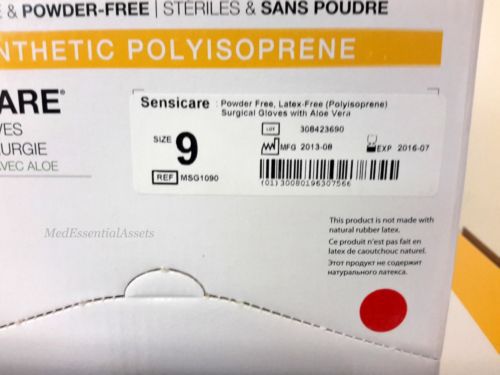 & POWDER-FREE | STÉRILES & SANS POUDRE
NTHETIC POLYISOPRENE
CARE®
VES
URGIE
AVEC ALOE
Sensicare : Powder Free, Latex-Free (Polyisoprene)
Surgical Gloves with Aloe Vera
LOT 308423690
SIZE 9
MFG 2013-08 EXP 2016-07
REF MSG1090
(01)30080196307566
This product is not made with
natural rubber latex.
Ce produit n'est pas fait en
latex de caoutchouc naturel.
Этот продукт не содержит
натурального латекса.
MedEssentialAssets